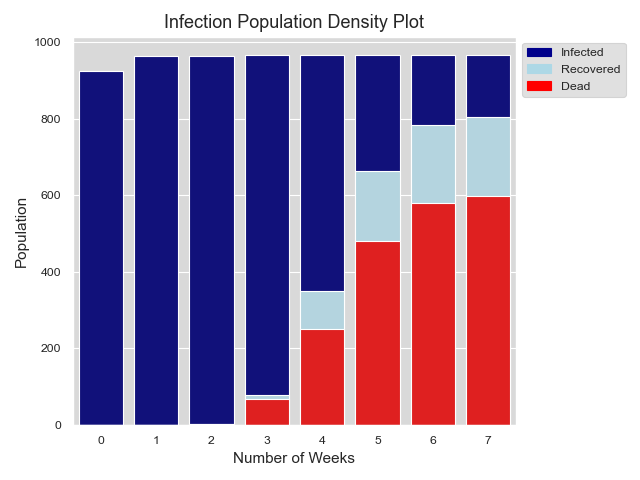 Infection Population Density Plot
Infected
Recovered
Dead
1000
800
600
400
200
0
Population
0 1 2 3 4 5 6 7
Number of Weeks